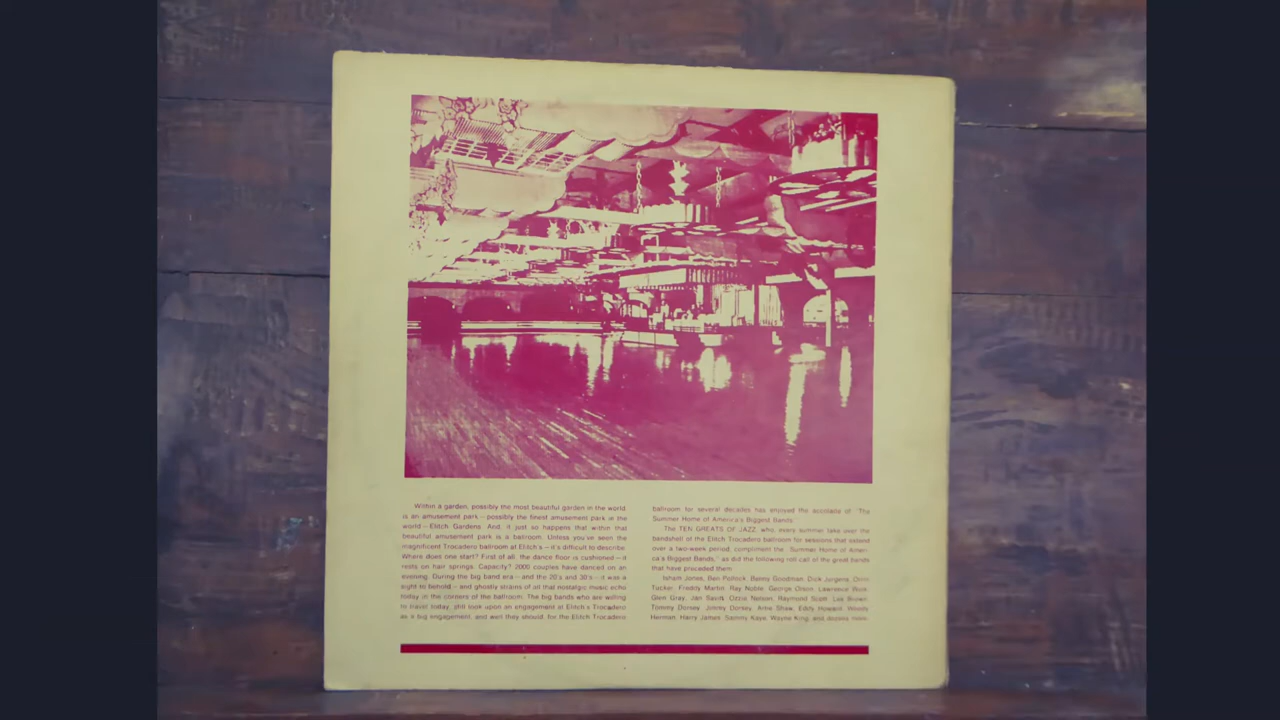 Within a garden, possibly the most beautiful garden in the world,
is an amusement park – possibly the finest amusement park in the
world – Elitch Gardens. And, it just so happens that within that
beautiful amusement park is a ballroom. Unless you've seen the
magnificent Trocadero ballroom at Elitch's – it's difficult to describe.
Where does one start? First of all, the dance floor is cushioned – it
rests on hair springs. Capacity? 2000 couples have danced on an
evening. During the big band era – and the 20's and 30's – it was a
sight to behold – and ghostly strains of all that nostalgic music echo
today in the corners of the ballroom. The big bands who are willing
to travel today, still look upon an engagement at Elitch's Trocadero
as a big engagement, and well they should, for the Elitch Trocadero
ballroom for several decades has enjoyed the accolade of "The
Summer Home of America's Biggest Bands."
The TEN GREATS OF JAZZ, who, every summer take over the
bandshell at the Elitch Trocadero ballroom for sessions that extend
over a two-week period, compliment the "Summer Home of Ameri-
ca's Biggest Bands," as did the following roll call of the great bands
that have preceded them:
Isham Jones, Ben Pollock, Benny Goodman, Dick Jurgens, Orrin
Tucker, Freddy Martin, Ray Noble, George Olson, Lawrence Welk,
Glen Gray, Jan Savitt, Ozzie Nelson, Raymond Scott, Les Brown,
Tommy Dorsey, Jimmy Dorsey, Artie Shaw, Eddy Howard, Woody
Herman, Harry James, Sammy Kaye, Wayne King, and dozens more.